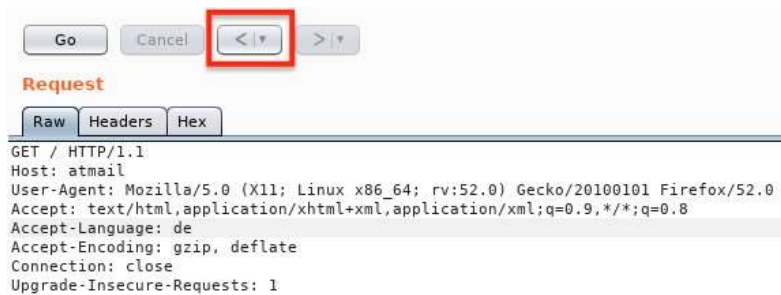 Go Cancel < >
Request
Raw Headers Hex
GET / HTTP/1.1
Host: atmail
User-Agent: Mozilla/5.0 (X11; Linux x86_64; rv:52.0) Gecko/20100101 Firefox/52.0
Accept: text/html,application/xhtml+xml,application/xml;q=0.9,*/*;q=0.8
Accept-Language: de
Accept-Encoding: gzip, deflate
Connection: close
Upgrade-Insecure-Requests: 1